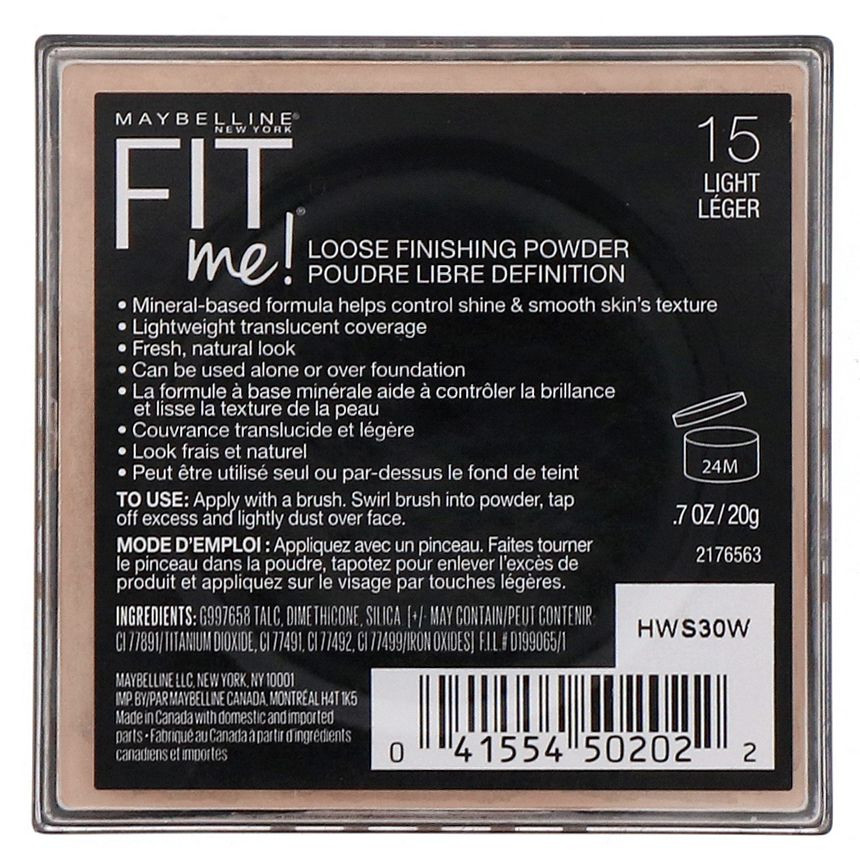 MAYBELLINE®
NEW YORK
FIT
me!®
15
LIGHT
LÉGER
LOOSE FINISHING POWDER
POUDRE LIBRE DEFINITION
• Mineral-based formula helps control shine & smooth skin's texture
• Lightweight translucent coverage
• Fresh, natural look
• Can be used alone or over foundation
• La formule à base minérale aide à contrôler la brillance
et lisse la texture de la peau
• Couvrance translucide et légère
• Look frais et naturel
• Peut être utilisé seul ou par-dessus le fond de teint
24M
TO USE: Apply with a brush. Swirl brush into powder, tap
off excess and lightly dust over face.
.7 OZ / 20g
MODE D'EMPLOI : Appliquez avec un pinceau. Faites tourner
le pinceau dans la poudre, tapotez pour enlever l'excès de
produit et appliquez sur le visage par touches légères.
2176563
INGREDIENTS: G997658 TALC, DIMETHICONE, SILICA. [+/- MAY CONTAIN/PEUT CONTENIR:
CI 77891/TITANIUM DIOXIDE, CI 77491, CI 77492, CI 77499/IRON OXIDES] F.I.L. # D199065/1
HWS30W
MAYBELLINE LLC, NEW YORK, NY 10001
IMP. BY/PAR MAYBELLINE CANADA, MONTRÉAL H4T 1K5
Made in Canada with domestic and imported
parts • Fabriqué au Canada à partir d'ingrédients
canadiens et importés
0 41554 50202 2